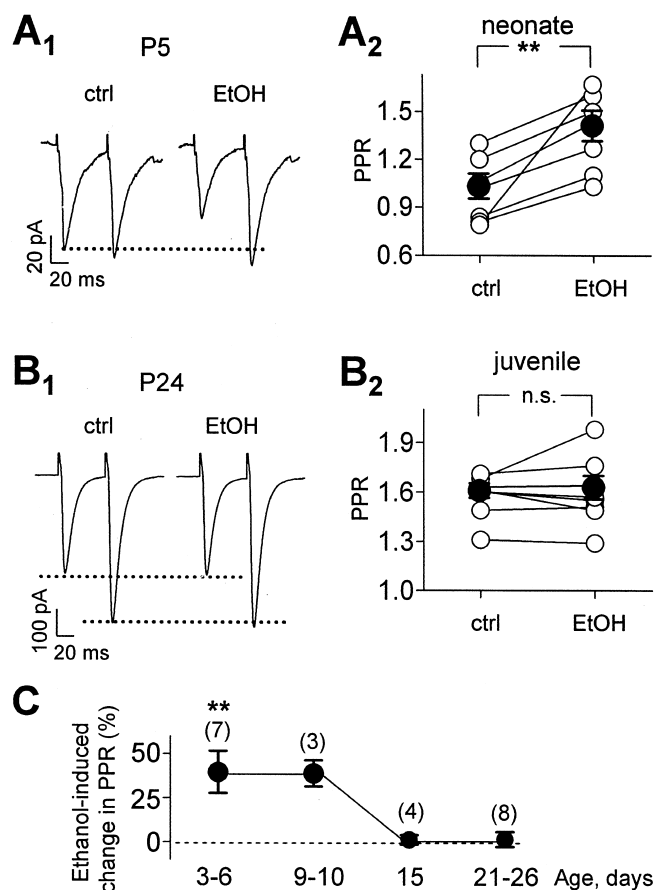 A1 P5
ctrl EtOH
20 pA
20 ms
A2 neonate
**
PPR
1.5
1.2
0.9
0.6
ctrl EtOH
B1 P24
ctrl EtOH
100 pA
20 ms
B2 juvenile
n.s.
PPR
1.9
1.6
1.3
1.0
ctrl EtOH
C
Ethanol-induced
change in PPR (%)
50
25
0
**
(7) (3) (4) (8)
3-6 9-10 15 21-26 Age, days